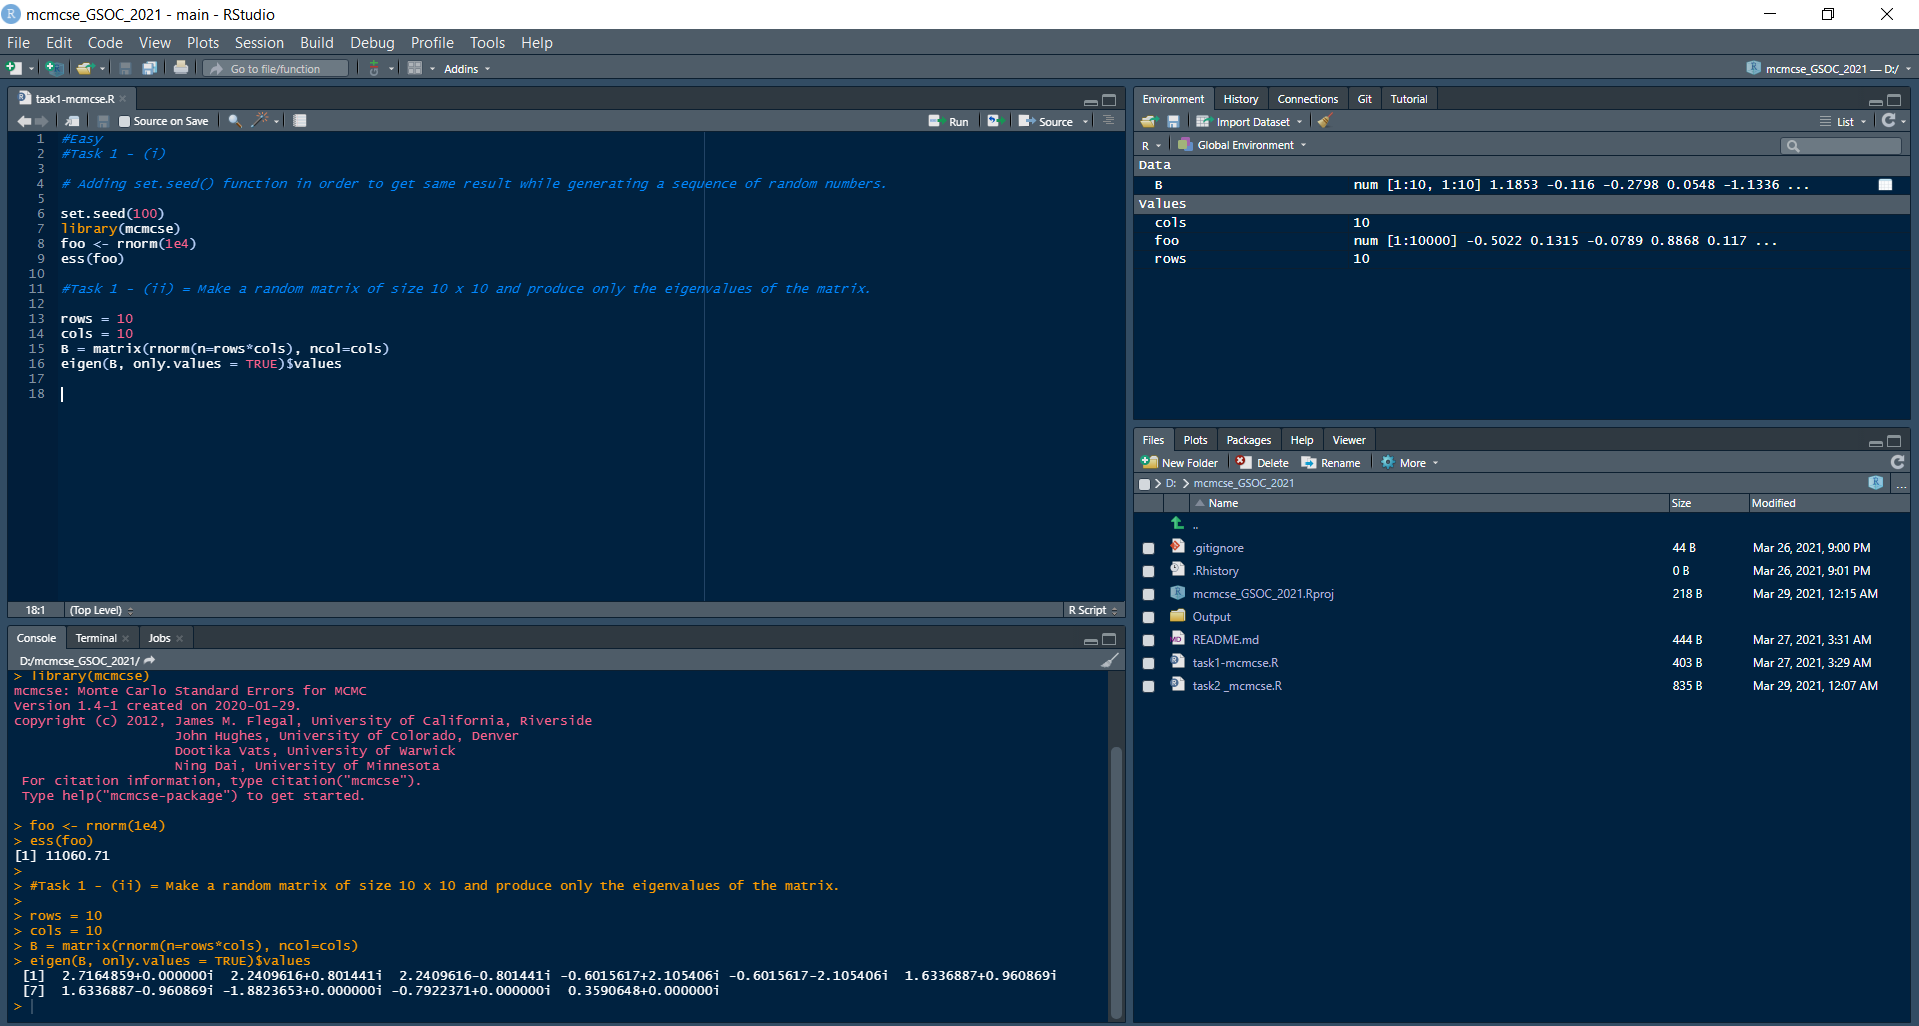 mcmcse_GSOC_2021 - main - RStudio
File Edit Code View Plots Session Build Debug Profile Tools Help
Go to file/function Addins mcmcse_GSOC_2021 — D:/
task1-mcmcse.R
Source on Save Run Source
1 #Easy
2 #Task 1 - (i)
3
4 # Adding set.seed() function in order to get same result while generating a sequence of random numbers.
5
6 set.seed(100)
7 library(mcmcse)
8 foo <- rnorm(1e4)
9 ess(foo)
10
11 #Task 1 - (ii) = Make a random matrix of size 10 x 10 and produce only the eigenvalues of the matrix.
12
13 rows = 10
14 cols = 10
15 B = matrix(rnorm(n=rows*cols), ncol=cols)
16 eigen(B, only.values = TRUE)$values
17
18
18:1 (Top Level) R Script
Console Terminal Jobs
D:/mcmcse_GSOC_2021/
> library(mcmcse)
mcmcse: Monte Carlo Standard Errors for MCMC
Version 1.4-1 created on 2020-01-29.
copyright (c) 2012, James M. Flegal, University of California, Riverside
John Hughes, University of Colorado, Denver
Dootika Vats, University of Warwick
Ning Dai, University of Minnesota
For citation information, type citation("mcmcse").
Type help("mcmcse-package") to get started.
> foo <- rnorm(1e4)
> ess(foo)
[1] 11060.71
>
> #Task 1 - (ii) = Make a random matrix of size 10 x 10 and produce only the eigenvalues of the matrix.
>
> rows = 10
> cols = 10
> B = matrix(rnorm(n=rows*cols), ncol=cols)
> eigen(B, only.values = TRUE)$values
[1] 2.7164859+0.000000i 2.2409616+0.801441i 2.2409616-0.801441i -0.6015617+2.105406i -0.6015617-2.105406i 1.6336887+0.960869i
[7] 1.6336887-0.960869i -1.8823653+0.000000i -0.7922371+0.000000i 0.3590648+0.000000i
>
Environment History Connections Git Tutorial
Import Dataset List
R Global Environment
Data
B num [1:10, 1:10] 1.1853 -0.116 -0.2798 0.0548 -1.1336 ...
Values
cols 10
foo num [1:10000] -0.5022 0.1315 -0.0789 0.8868 0.117 ...
rows 10
Files Plots Packages Help Viewer
New Folder Delete Rename More
D: > mcmcse_GSOC_2021 ...
Name Size Modified
..
.gitignore 44 B Mar 26, 2021, 9:00 PM
.Rhistory 0 B Mar 26, 2021, 9:01 PM
mcmcse_GSOC_2021.Rproj 218 B Mar 29, 2021, 12:15 AM
Output
README.md 444 B Mar 27, 2021, 3:31 AM
task1-mcmcse.R 403 B Mar 27, 2021, 3:29 AM
task2 _mcmcse.R 835 B Mar 29, 2021, 12:07 AM